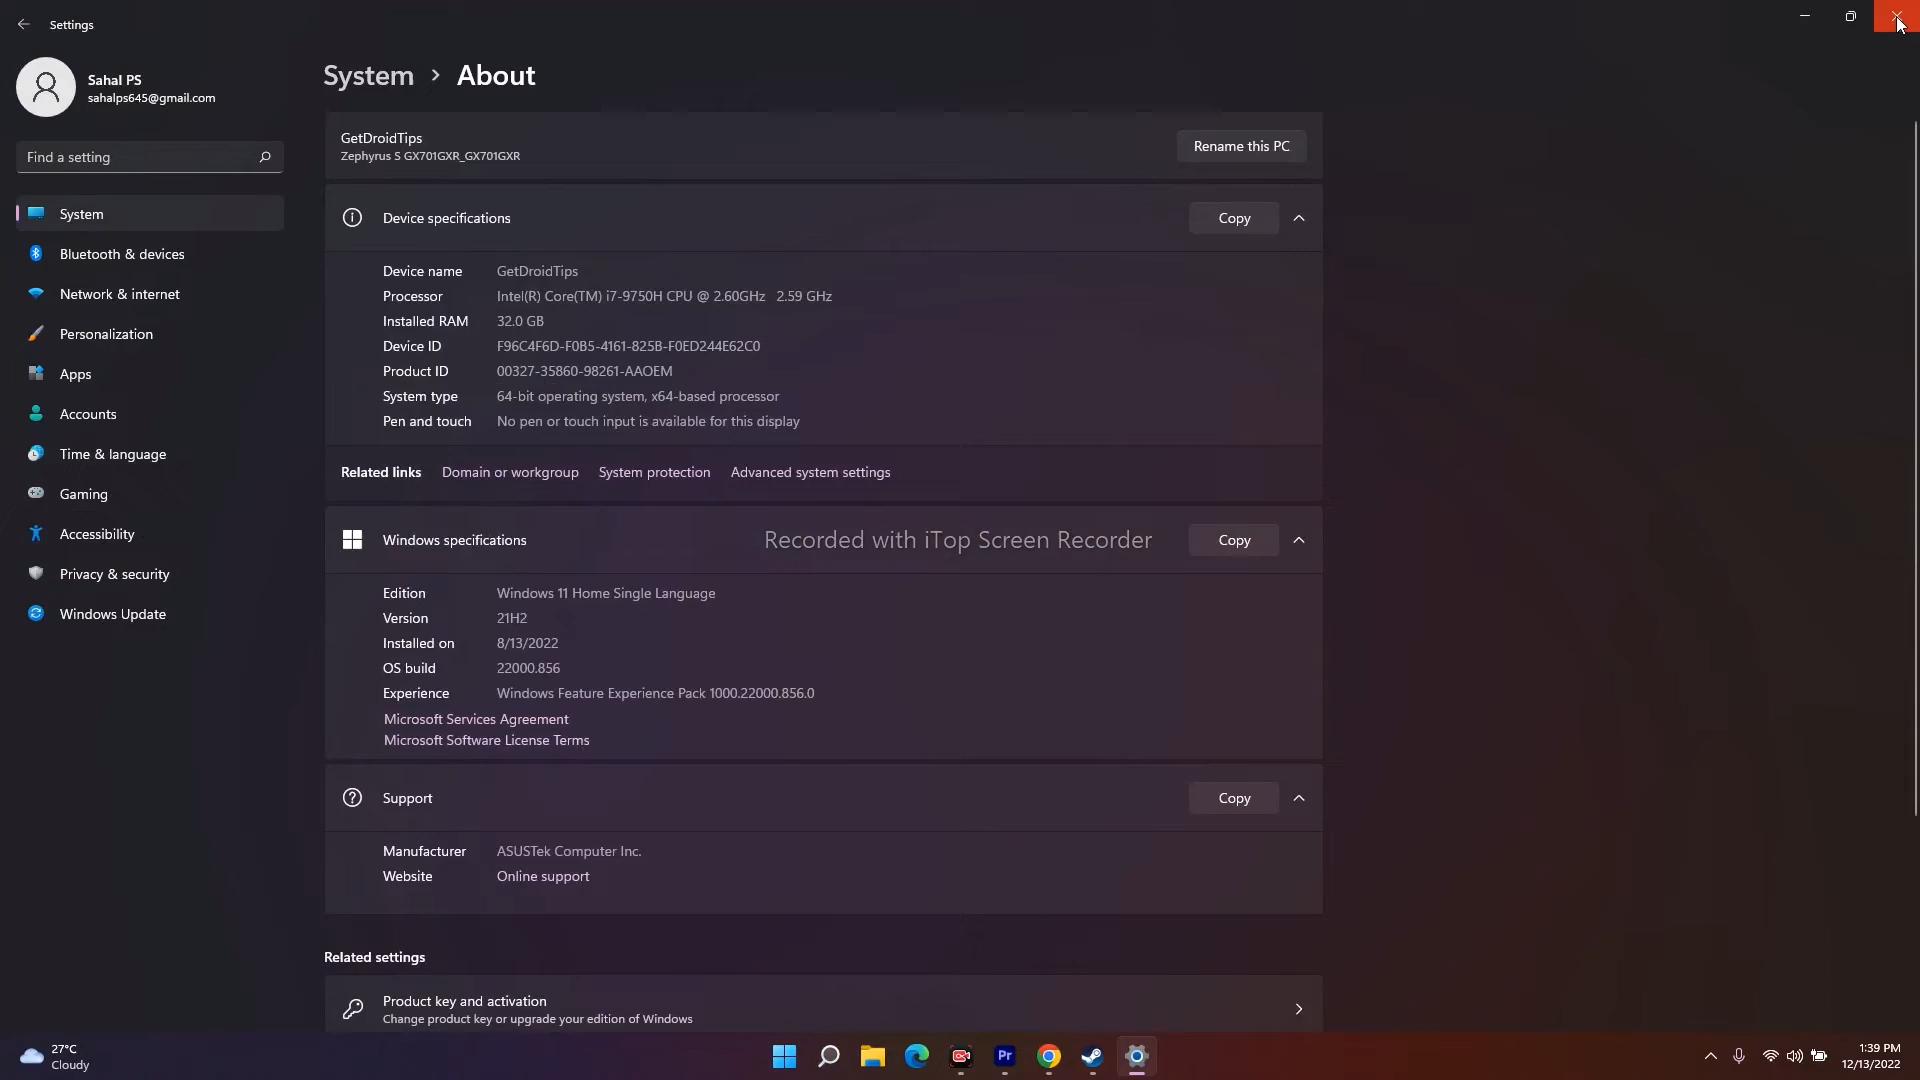 Settings
Sahal PS
sahalps645@gmail.com
Find a setting
System
Bluetooth & devices
Network & internet
Personalization
Apps
Accounts
Time & language
Gaming
Accessibility
Privacy & security
Windows Update
System > About
GetDroidTips
Zephyrus S GX701GXR_GX701GXR
Rename this PC
Device specifications
Copy
Device name GetDroidTips
Processor Intel(R) Core(TM) i7-9750H CPU @ 2.60GHz 2.59 GHz
Installed RAM 32.0 GB
Device ID F96C4F6D-F0B5-4161-825B-F0ED244E62C0
Product ID 00327-35860-98261-AAOEM
System type 64-bit operating system, x64-based processor
Pen and touch No pen or touch input is available for this display
Related links Domain or workgroup System protection Advanced system settings
Windows specifications
Recorded with iTop Screen Recorder
Copy
Edition Windows 11 Home Single Language
Version 21H2
Installed on 8/13/2022
OS build 22000.856
Experience Windows Feature Experience Pack 1000.22000.856.0
Microsoft Services Agreement
Microsoft Software License Terms
Support
Copy
Manufacturer ASUSTek Computer Inc.
Website Online support
Related settings
Product key and activation
Change product key or upgrade your edition of Windows
27°C
Cloudy
Pr
1:39 PM
12/13/2022